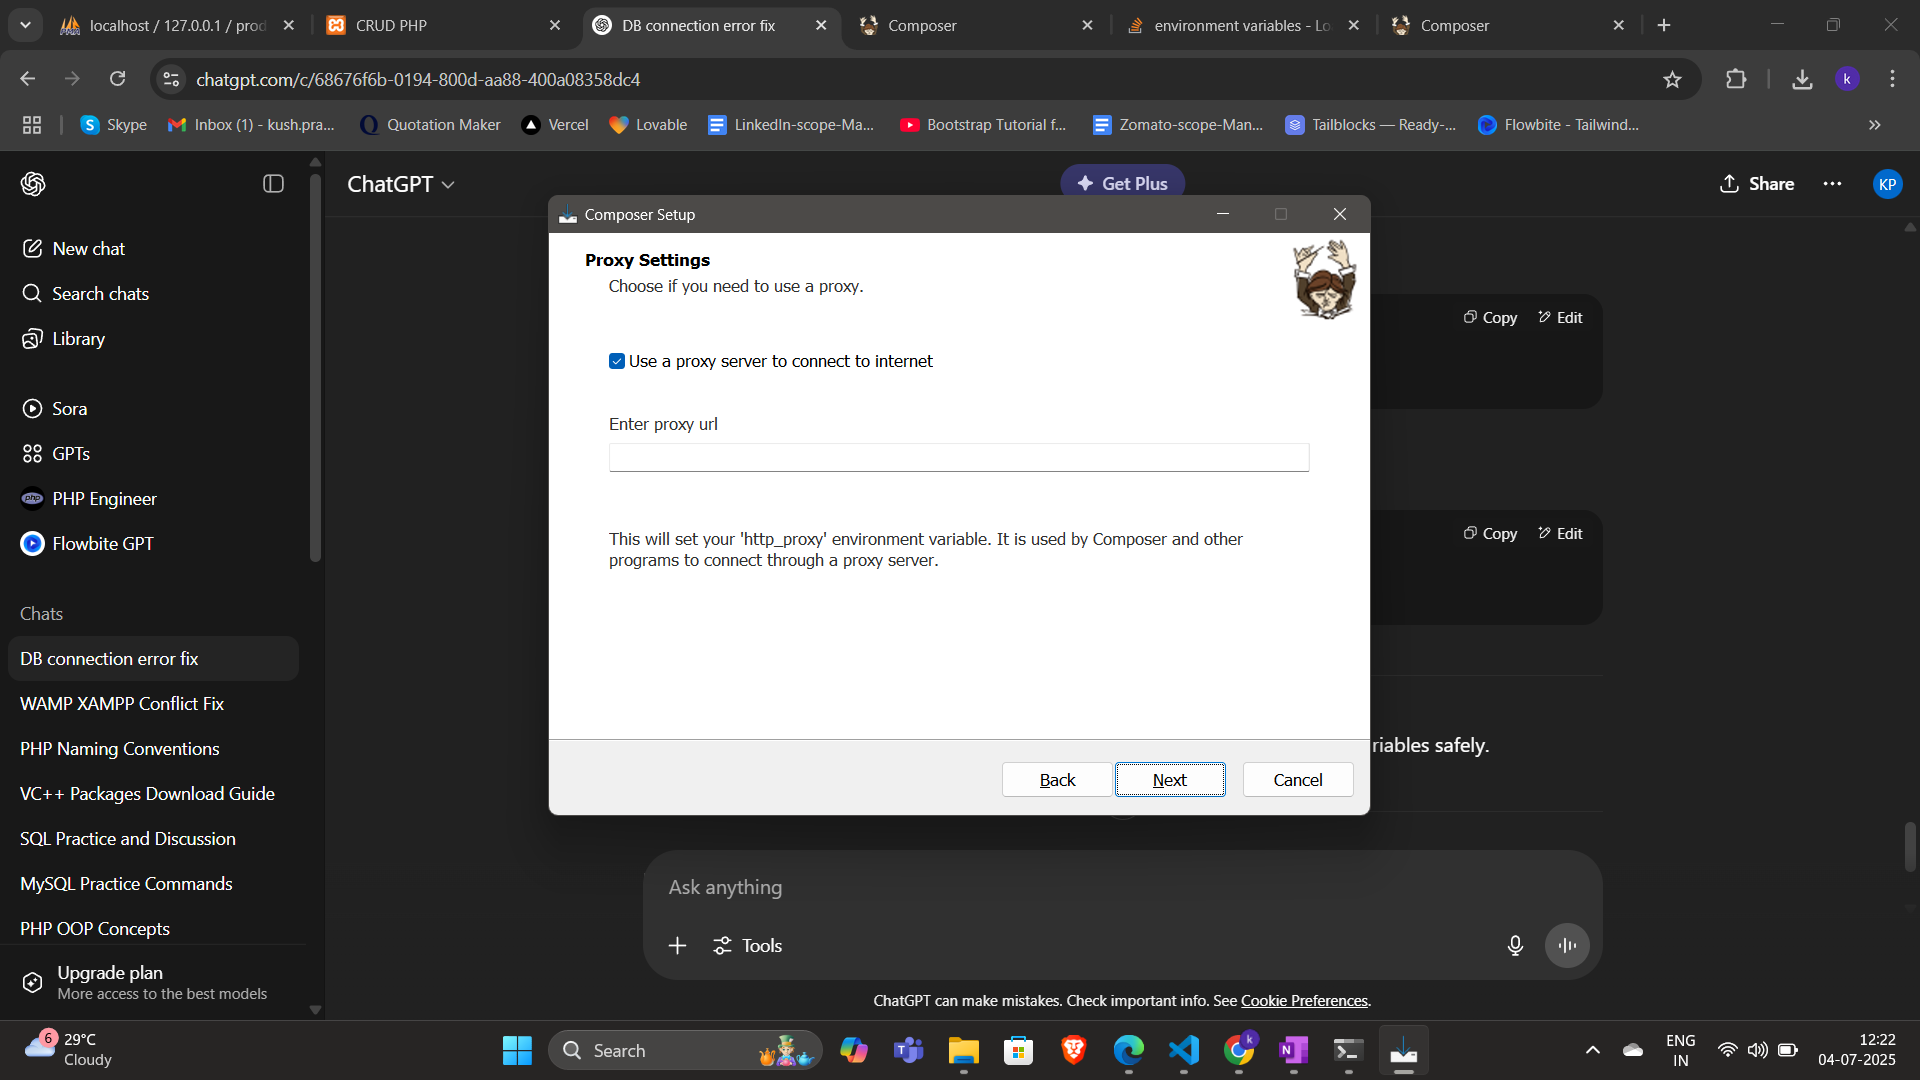 localhost / 127.0.0.1 / prod
CRUD PHP
DB connection error fix
Composer
environment variables - Lo
Composer
chatgpt.com/c/68676f6b-0194-800d-aa88-400a08358dc4
k
Skype
Inbox (1) - kush.pra...
Quotation Maker
Vercel
Lovable
LinkedIn-scope-Ma...
Bootstrap Tutorial f...
Zomato-scope-Man...
Tailblocks — Ready-...
Flowbite - Tailwind...
ChatGPT
Get Plus
Share
KP
New chat
Search chats
Library
Sora
GPTs
php
PHP Engineer
Flowbite GPT
Chats
DB connection error fix
WAMP XAMPP Conflict Fix
PHP Naming Conventions
VC++ Packages Download Guide
SQL Practice and Discussion
MySQL Practice Commands
PHP OOP Concepts
Upgrade plan
More access to the best models
Composer Setup
Proxy Settings
Choose if you need to use a proxy.
Use a proxy server to connect to internet
Enter proxy url
This will set your 'http_proxy' environment variable. It is used by Composer and other
programs to connect through a proxy server.
Back
Next
Cancel
Copy
Edit
Copy
Edit
riables safely.
Ask anything
Tools
ChatGPT can make mistakes. Check important info. See Cookie Preferences.
6
29°C
Cloudy
Search
k
ENG
IN
12:22
04-07-2025